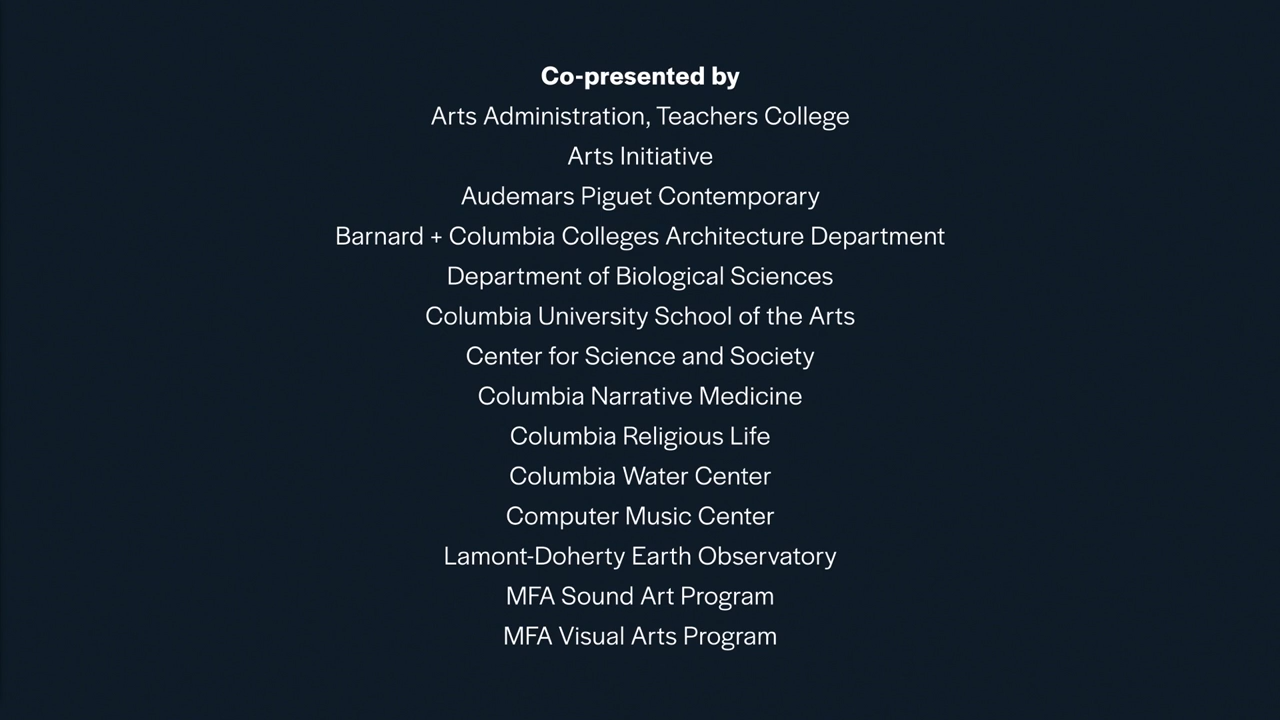 Co-presented by
Arts Administration, Teachers College
Arts Initiative
Audemars Piguet Contemporary
Barnard + Columbia Colleges Architecture Department
Department of Biological Sciences
Columbia University School of the Arts
Center for Science and Society
Columbia Narrative Medicine
Columbia Religious Life
Columbia Water Center
Computer Music Center
Lamont-Doherty Earth Observatory
MFA Sound Art Program
MFA Visual Arts Program